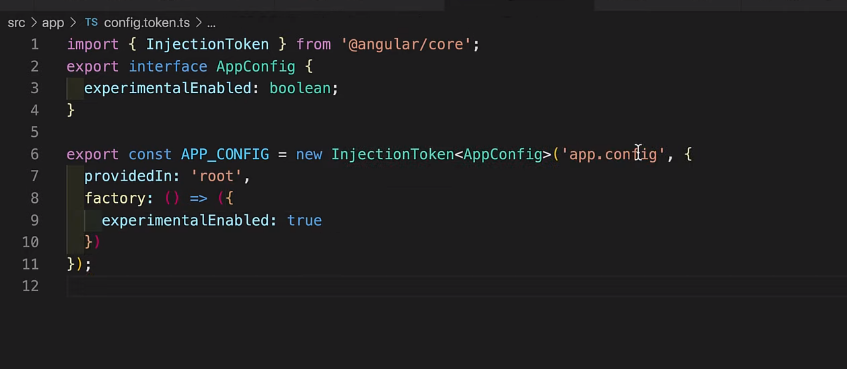 src > app > TS config.token.ts > ...
1 import { InjectionToken } from '@angular/core';
2 export interface AppConfig {
3 experimentalEnabled: boolean;
4 }
5
6 export const APP_CONFIG = new InjectionToken<AppConfig>('app.config', {
7 providedIn: 'root',
8 factory: () => ({
9 experimentalEnabled: true
10 })
11 });
12